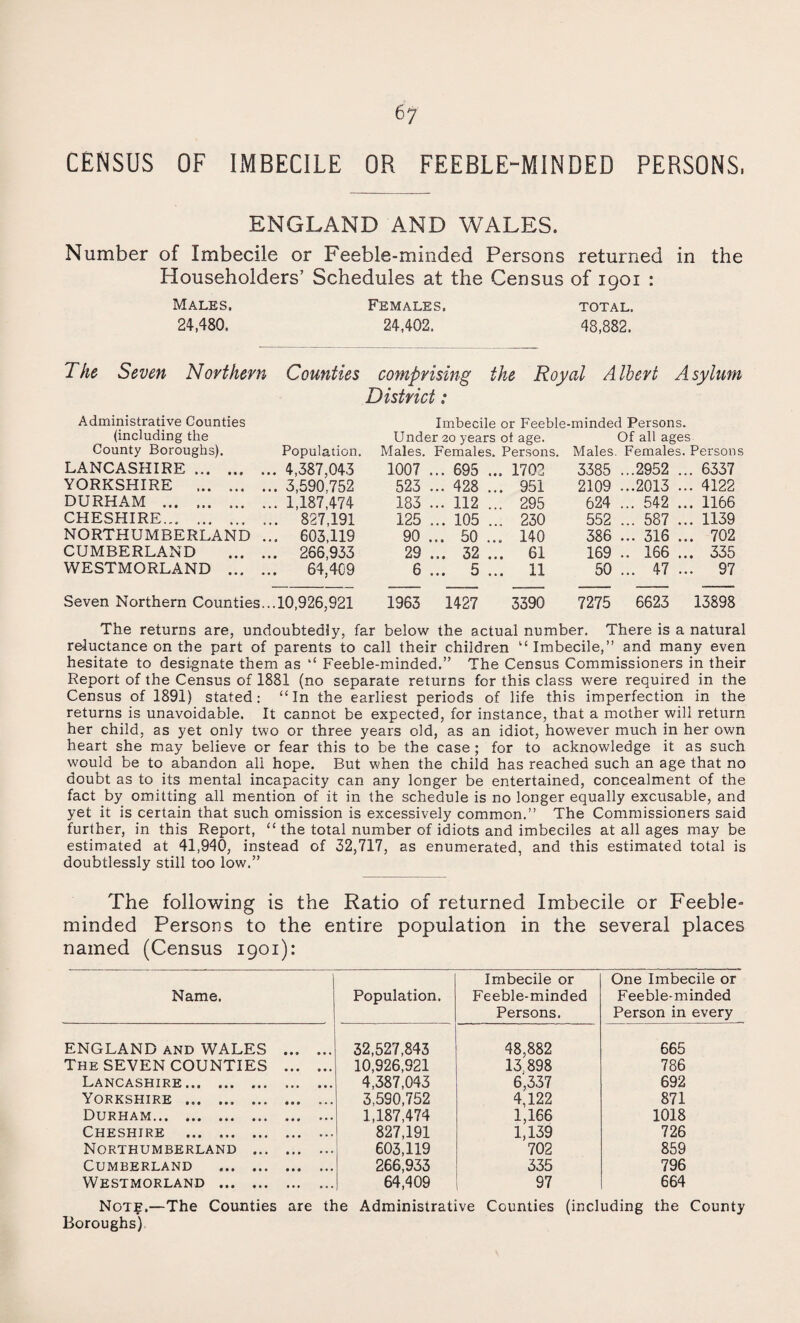 67
CENSUS OF IMBECILE OR FEEBLE-MINDED PERSONS,
ENGLAND AND WALES.
Number of Imbecile or Feeble-minded Persons returned in the
Householders' Schedules at the Census of 1901 :
MALES. FEMALES. TOTAL.
24,480. 24,402. 48,882.
The Seven Northern Counties comprising the Royal Albert Asylum
District :
Administrative Counties Imbecile or Feeble-minded Persons.
(including the Under 20 years of age. Of all ages
County Boroughs). Population. Males. Females. Persons. Males. Females. Persons
LANCASHIRE ... ... ... 4,387,043 1007 ... 695 ... 1702 3385 ...2952 ... 6337
YORKSHIRE ... ... ... 3,590,752 523 ... 428 ... 951 2109 ...2013 ... 4122
DURHAM ... ... ... ... 1,187,474 183 ... 112 ... 295 624 ... 542 ... 1166
CHESHIRE... ... ... ... 827,191 125 ... 105 ... 230 552 ... 587 ... 1139
NORTHUMBERLAND ... 603,119 90 ... 50 ... 140 386 ... 316 ... 702
CUMBERLAND ... ... 266,933 29 ... 32 ... 61 169 .. 166 ... 335
WESTMORLAND ... ... 64,409 6 ... 5 ... 11 50 ... 47 ... 97
Seven Northern Counties...10,926,921 1963 1427 3390 7275 6623 13898
The returns are, undoubtedly, far below the actual number. There is a natural
reluctance on the part of parents to call their children "Imbecile," and many even
hesitate to designate them as "Feeble-minded." The Census Commissioners in their
Report of the Census of 1881 (no separate returns for this class were required in the
Census of 1891) stated: "In the earliest periods of life this imperfection in the
returns is unavoidable. It cannot be expected, for instance, that a mother will return
her child, as yet only two or three years old, as an idiot, however much in her own
heart she may believe or fear this to be the case; for to acknowledge it as such
would be to abandon all hope. But when the child has reached such an age that no
doubt as to its mental incapacity can any longer be entertained, concealment of the
fact by omitting all mention of it in the schedule is no longer equally excusable, and
yet it is certain that such omission is excessively common." The Commissioners said
further, in this Report, "the total number of idiots and imbeciles at all ages may be
estimated at 41,940, instead of 32,717, as enumerated, and this estimated total is
doubtlessly still too low."
The following is the Ratio of returned Imbecile or Feeble-
minded Persons to the entire population in the several places
named (Census 1901):
Name. Population. Imbecile or Feeble-minded Persons. One Imbecile or Feeble-minded Person in every
ENGLAND AND WALES ... ... 32,527,843 48,882 665
THE SEVEN COUNTIES ... ... 10,926,921 13,898 786
LANCASHIRE... ... ... ... ... 4,387,043 6,337 692
YORKSHIRE ... ... ... ... ... 3,590,752 4,122 871
DURHAM... ... ... ... ... ... 1,187,474 1,166 1018
CHESHIRE ... ... ... ... ... 827,191 1,139 726
NORTHUMBERLAND ... ... ... 603,119 702 859
CUMBERLAND ... ... ... ... 266,933 335 796
WESTMORLAND ... ... ... ... 64,409 97 664
NOTE.—The Counties are the Administrative Counties (including the County
Boroughs)